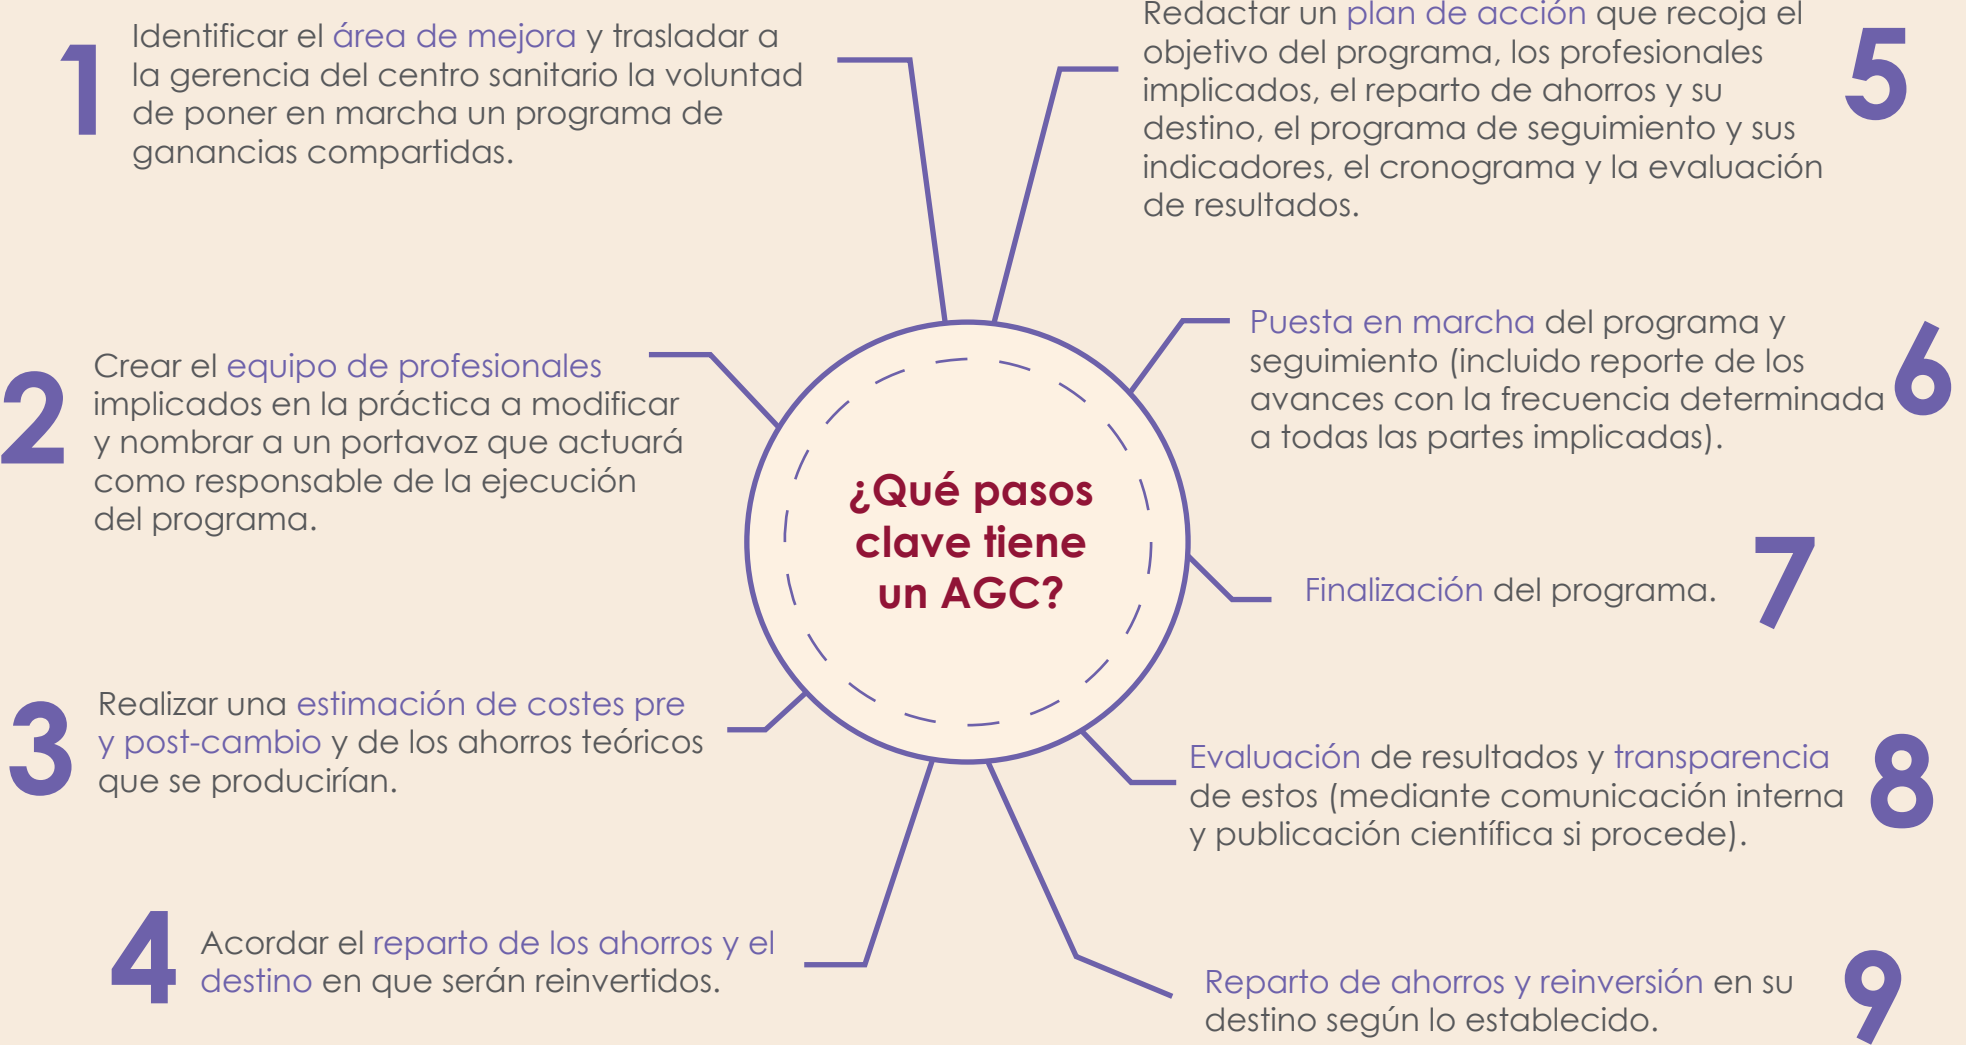 1
Identificar el área de mejora y trasladar a
la gerencia del centro sanitario la voluntad
de poner en marcha un programa de
ganancias compartidas.
2
Crear el equipo de profesionales
implicados en la práctica a modificar
y nombrar a un portavoz que actuará
como responsable de la ejecución
del programa.
3
Realizar una estimación de costes pre
y post-cambio y de los ahorros teóricos
que se producirían.
4
Acordar el reparto de los ahorros y el
destino en que serán reinvertidos.
¿Qué pasos
clave tiene
un AGC?
Redactar un plan de acción que recoja el
objetivo del programa, los profesionales
implicados, el reparto de ahorros y su
destino, el programa de seguimiento y sus
indicadores, el cronograma y la evaluación
de resultados.
5
Puesta en marcha del programa y
seguimiento (incluido reporte de los
avances con la frecuencia determinada
a todas las partes implicadas).
6
Finalización del programa.
7
Evaluación de resultados y transparencia
de estos (mediante comunicación interna
y publicación científica si procede).
8
Reparto de ahorros y reinversión en su
destino según lo establecido.
9